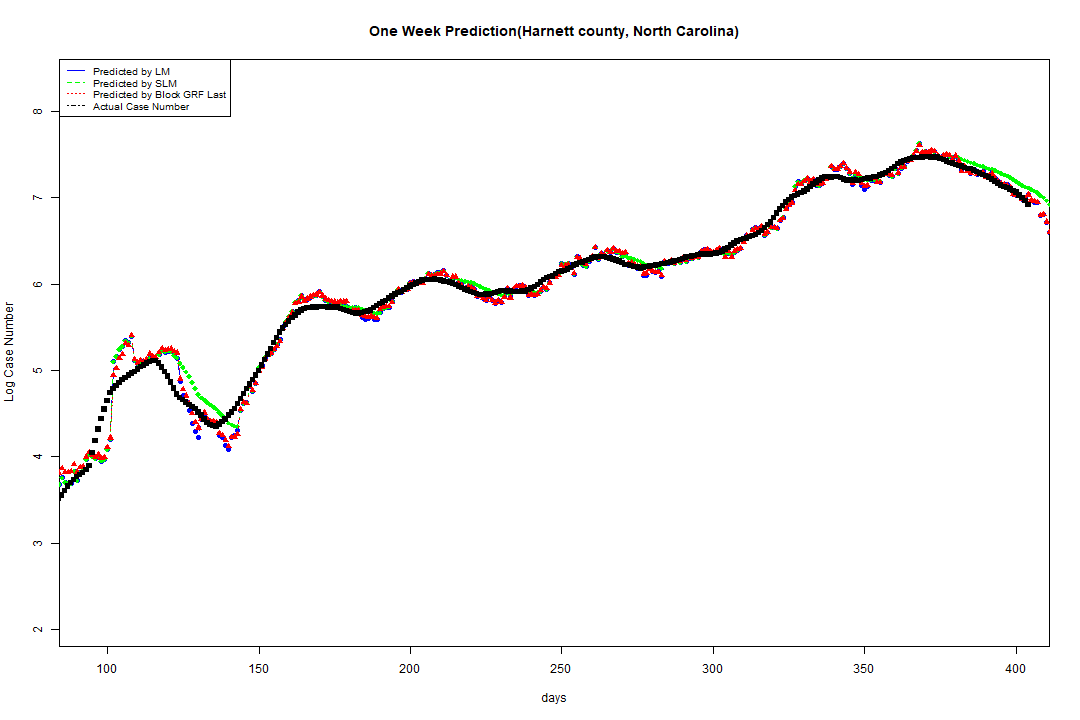 One Week Prediction(Harnett county, North Carolina)
Predicted by LM
Predicted by SLM
Predicted by Block GRF Last
Actual Case Number
8
7
6
5
4
3
2
Log Case Number
100 150 200 250 300 350 400
days